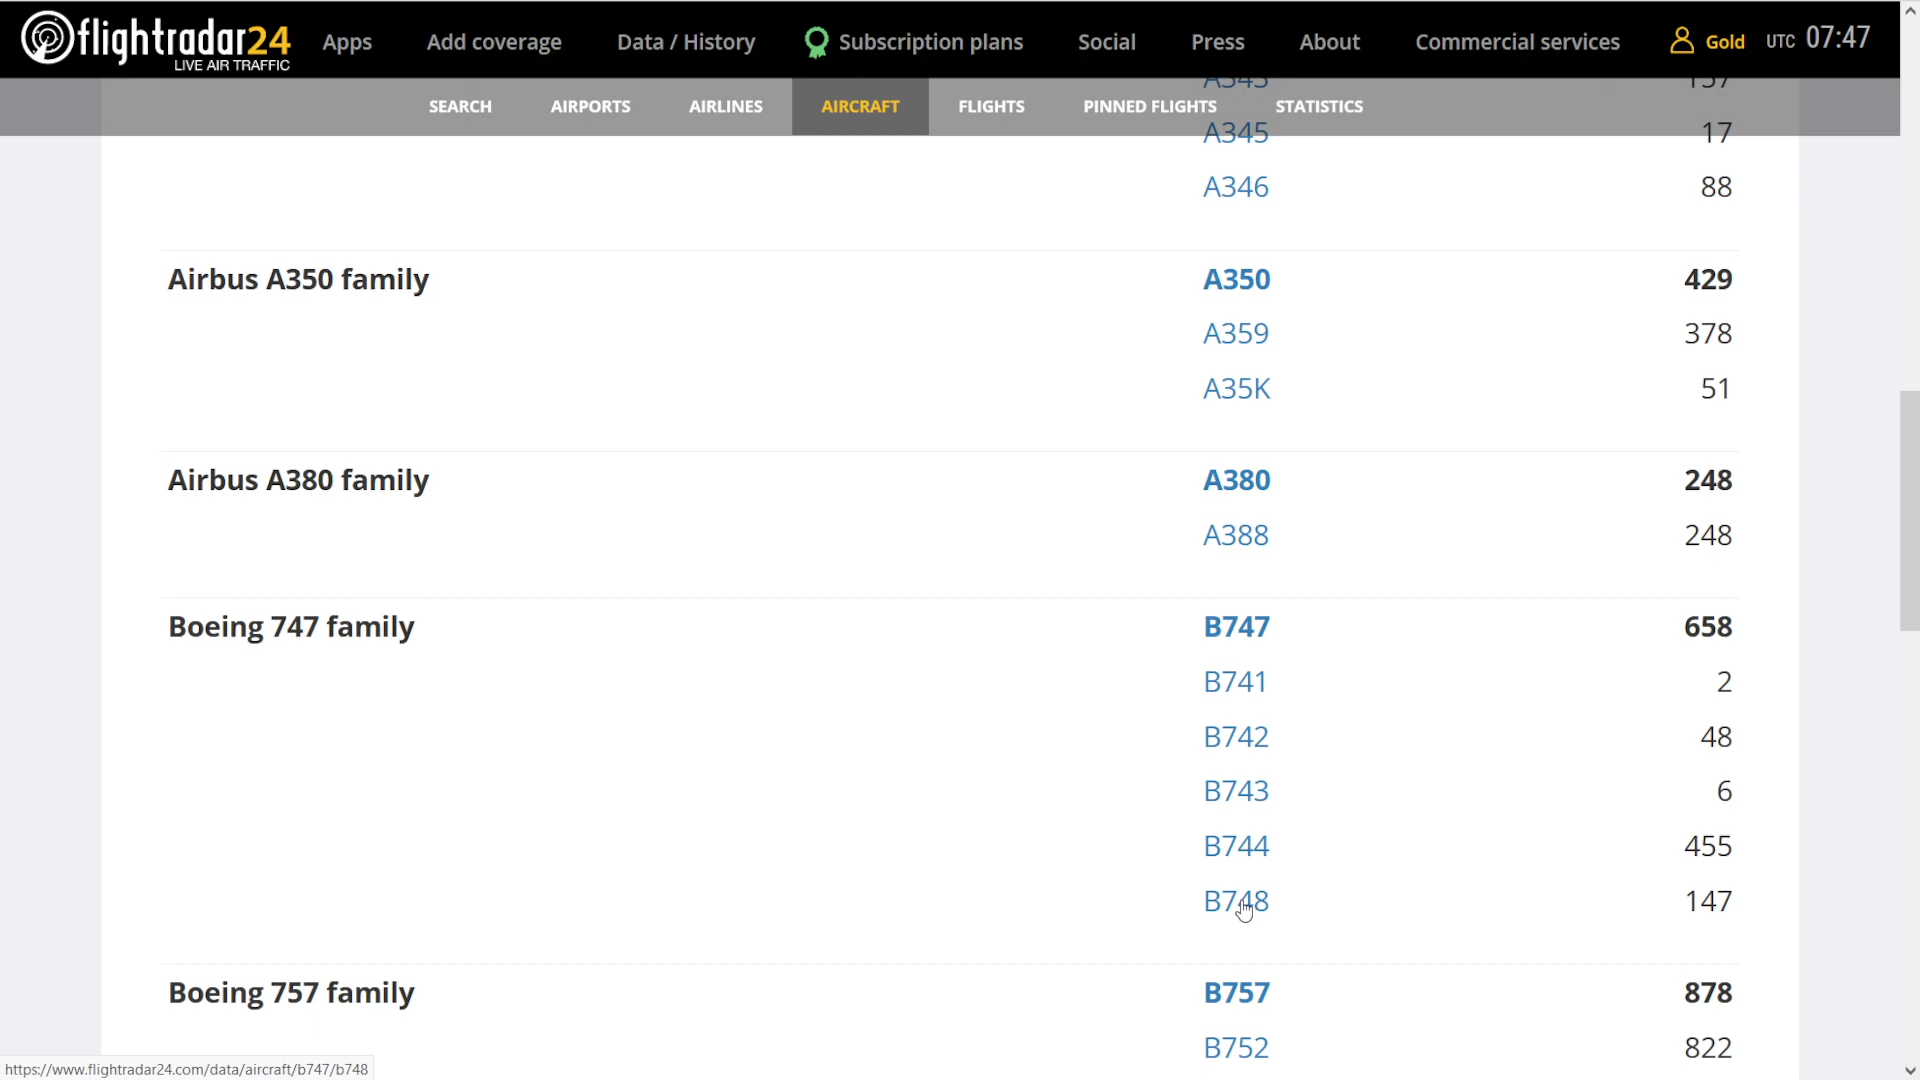 flightradar24
LIVE AIR TRAFFIC
Apps
Add coverage
Data / History
Subscription plans
Social
Press
About
Commercial services
Gold
UTC 07:47
A343 137
SEARCH
AIRPORTS
AIRLINES
AIRCRAFT
FLIGHTS
PINNED FLIGHTS
STATISTICS
A345 17
A346 88
Airbus A350 family A350 429
A359 378
A35K 51
Airbus A380 family A380 248
A388 248
Boeing 747 family B747 658
B741 2
B742 48
B743 6
B744 455
B748 147
Boeing 757 family B757 878
B752 822
https://www.flightradar24.com/data/aircraft/b747/b748